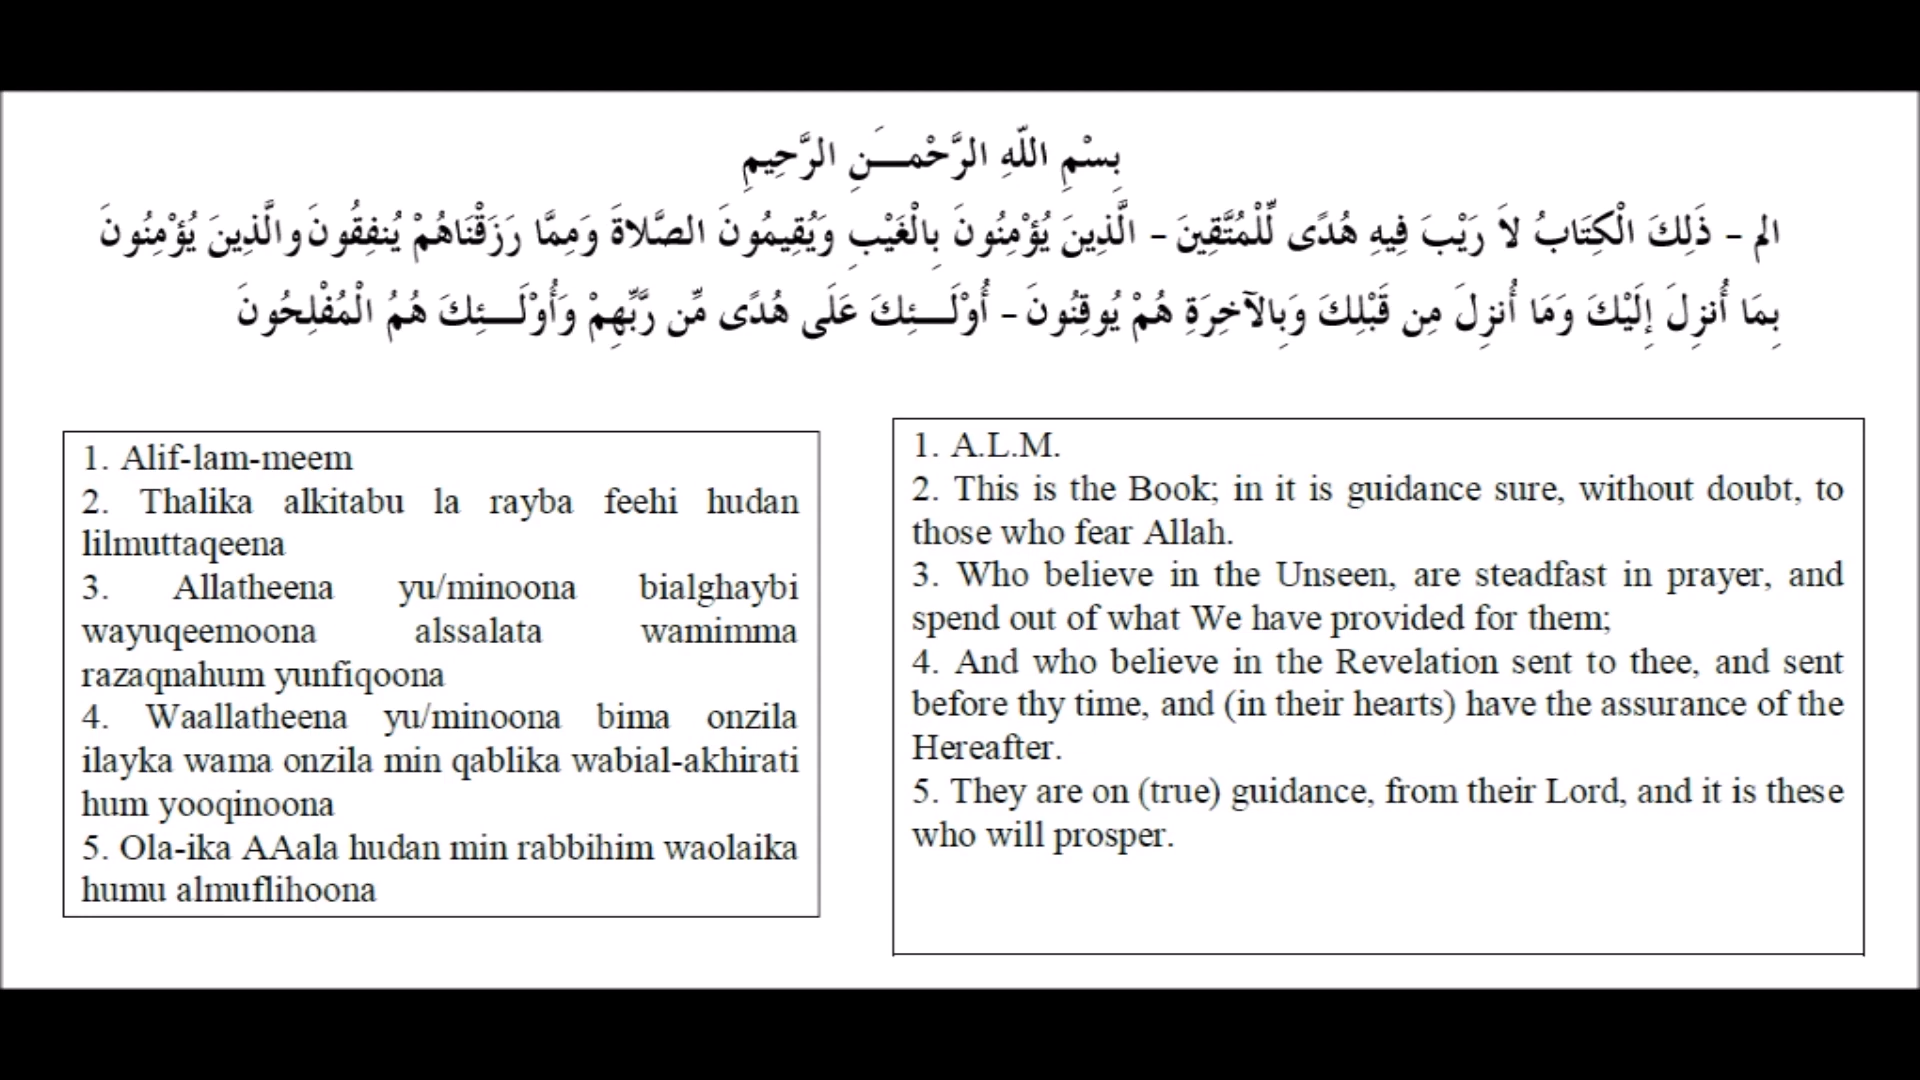 بِسْمِ اللّهِ الرَّحْمـَنِ الرَّحِيمِ
الم – ذَلِكَ الْكِتَابُ لاَ رَيْبَ فِيهِ هُدًى لِّلْمُتَّقِينَ – الَّذِينَ يُؤْمِنُونَ بِالْغَيْبِ وَيُقِيمُونَ الصَّلاةَ وَمِمَّا رَزَقْنَاهُمْ يُنفِقُونَ والَّذِينَ يُؤْمِنُونَ
بِمَا أُنزِلَ إِلَيْكَ وَمَا أُنزِلَ مِن قَبْلِكَ وَبِالآخِرَةِ هُمْ يُوقِنُونَ – أُوْلَـئِكَ عَلَى هُدًى مِّن رَّبِّهِمْ وَأُوْلَـئِكَ هُمُ الْمُفْلِحُونَ
1. Alif-lam-meem
2. Thalika alkitabu la rayba feehi hudan
lilmuttaqeena
3. Allatheena yu/minoona bialghaybi
wayuqeemoona alssalata wamimma
razaqnahum yunfiqoona
4. Waallatheena yu/minoona bima onzila
ilayka wama onzila min qablika wabial-akhirati
hum yooqinoona
5. Ola-ika AAala hudan min rabbihim waolaika
humu almuflihoona
1. A.L.M.
2. This is the Book; in it is guidance sure, without doubt, to
those who fear Allah.
3. Who believe in the Unseen, are steadfast in prayer, and
spend out of what We have provided for them;
4. And who believe in the Revelation sent to thee, and sent
before thy time, and (in their hearts) have the assurance of the
Hereafter.
5. They are on (true) guidance, from their Lord, and it is these
who will prosper.